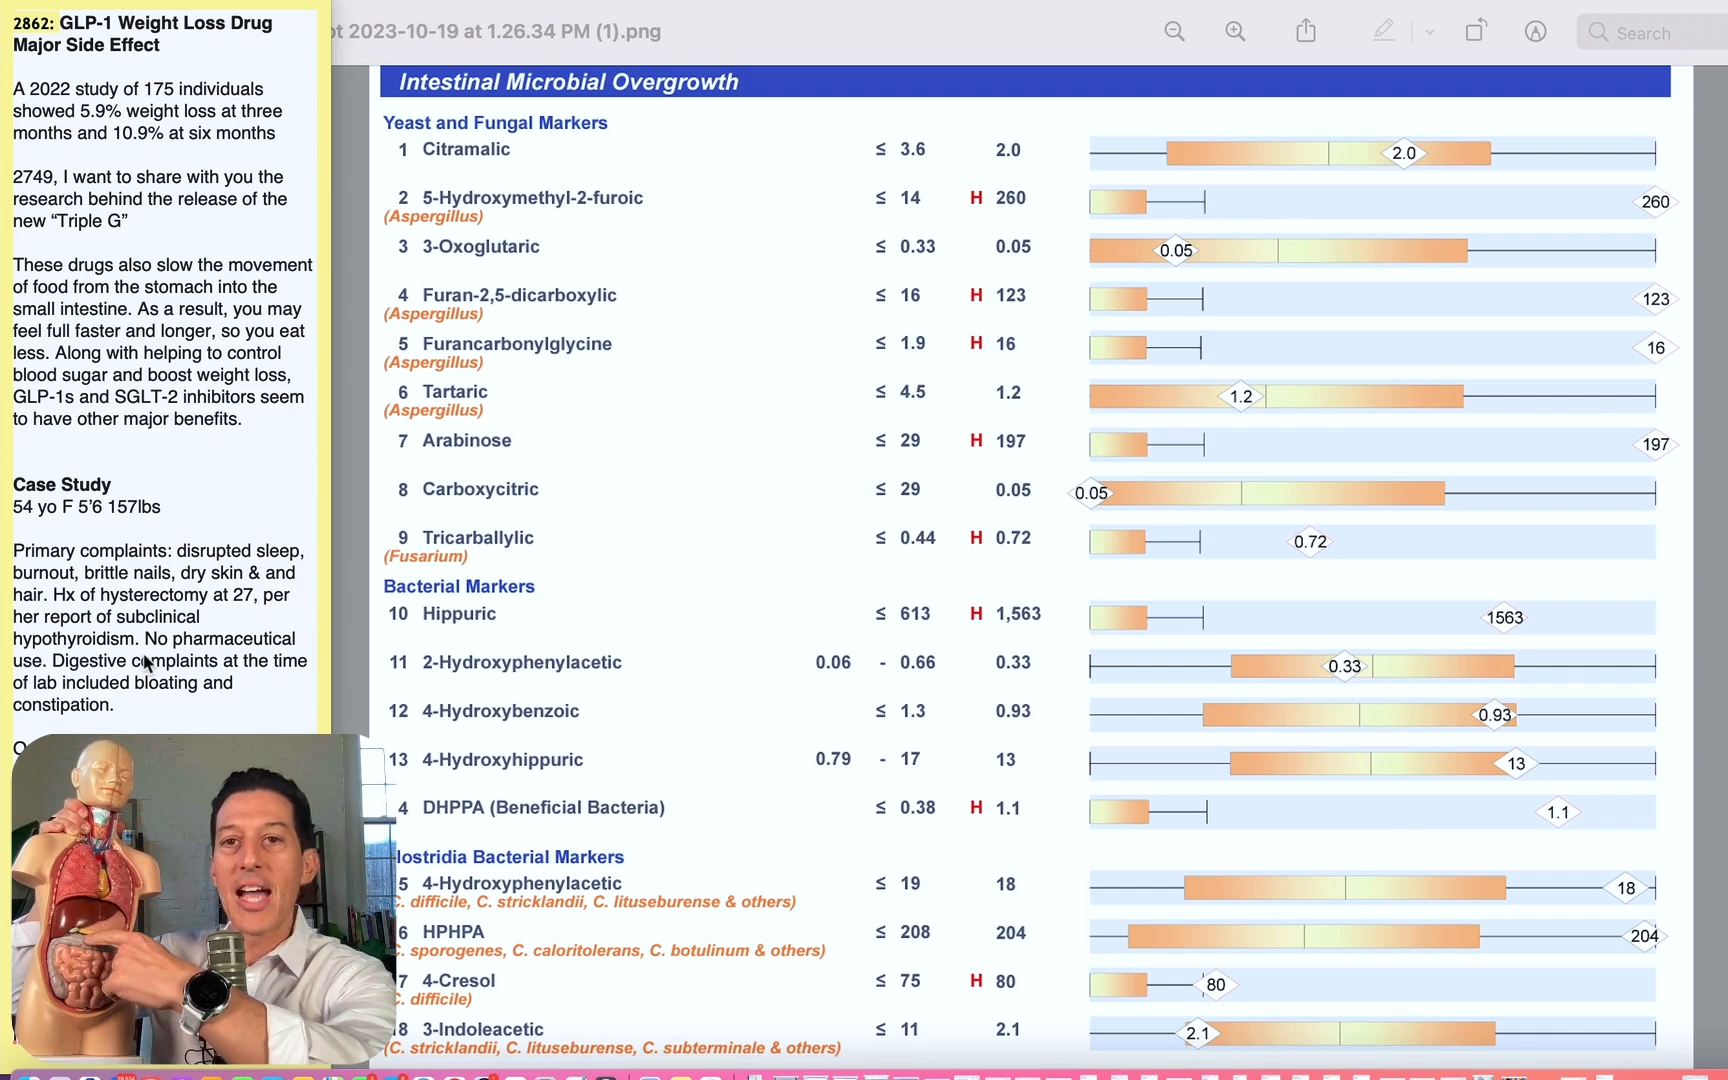 2862: GLP-1 Weight Loss Drug
Major Side Effect
A 2022 study of 175 individuals
showed 5.9% weight loss at three
months and 10.9% at six months
2749, I want to share with you the
research behind the release of the
new “Triple G”
These drugs also slow the movement
of food from the stomach into the
small intestine. As a result, you may
feel full faster and longer, so you eat
less. Along with helping to control
blood sugar and boost weight loss,
GLP-1s and SGLT-2 inhibitors seem
to have other major benefits.
Case Study
54 yo F 5’6 157lbs
Primary complaints: disrupted sleep,
burnout, brittle nails, dry skin & and
hair. Hx of hysterectomy at 27, per
her report of subclinical
hypothyroidism. No pharmaceutical
use. Digestive complaints at the time
of lab included bloating and
constipation.
ot 2023-10-19 at 1.26.34 PM (1).png
Search
Intestinal Microbial Overgrowth
Yeast and Fungal Markers
1 Citramalic ≤ 3.6 2.0 2.0
2 5-Hydroxymethyl-2-furoic ≤ 14 H 260 260
(Aspergillus)
3 3-Oxoglutaric ≤ 0.33 0.05 0.05
4 Furan-2,5-dicarboxylic ≤ 16 H 123 123
(Aspergillus)
5 Furancarbonylglycine ≤ 1.9 H 16 16
(Aspergillus)
6 Tartaric ≤ 4.5 1.2 1.2
(Aspergillus)
7 Arabinose ≤ 29 H 197 197
8 Carboxycitric ≤ 29 0.05 0.05
9 Tricarballylic ≤ 0.44 H 0.72 0.72
(Fusarium)
Bacterial Markers
10 Hippuric ≤ 613 H 1,563 1563
11 2-Hydroxyphenylacetic 0.06 - 0.66 0.33 0.33
12 4-Hydroxybenzoic ≤ 1.3 0.93 0.93
13 4-Hydroxyhippuric 0.79 - 17 13 13
4 DHPPA (Beneficial Bacteria) ≤ 0.38 H 1.1 1.1
lostridia Bacterial Markers
5 4-Hydroxyphenylacetic ≤ 19 18 18
C. difficile, C. stricklandii, C. lituseburense & others)
6 HPHPA ≤ 208 204 204
C. sporogenes, C. caloritolerans, C. botulinum & others)
7 4-Cresol ≤ 75 H 80 80
C. difficile)
8 3-Indoleacetic ≤ 11 2.1 2.1
(C. stricklandii, C. lituseburense, C. subterminale & others)